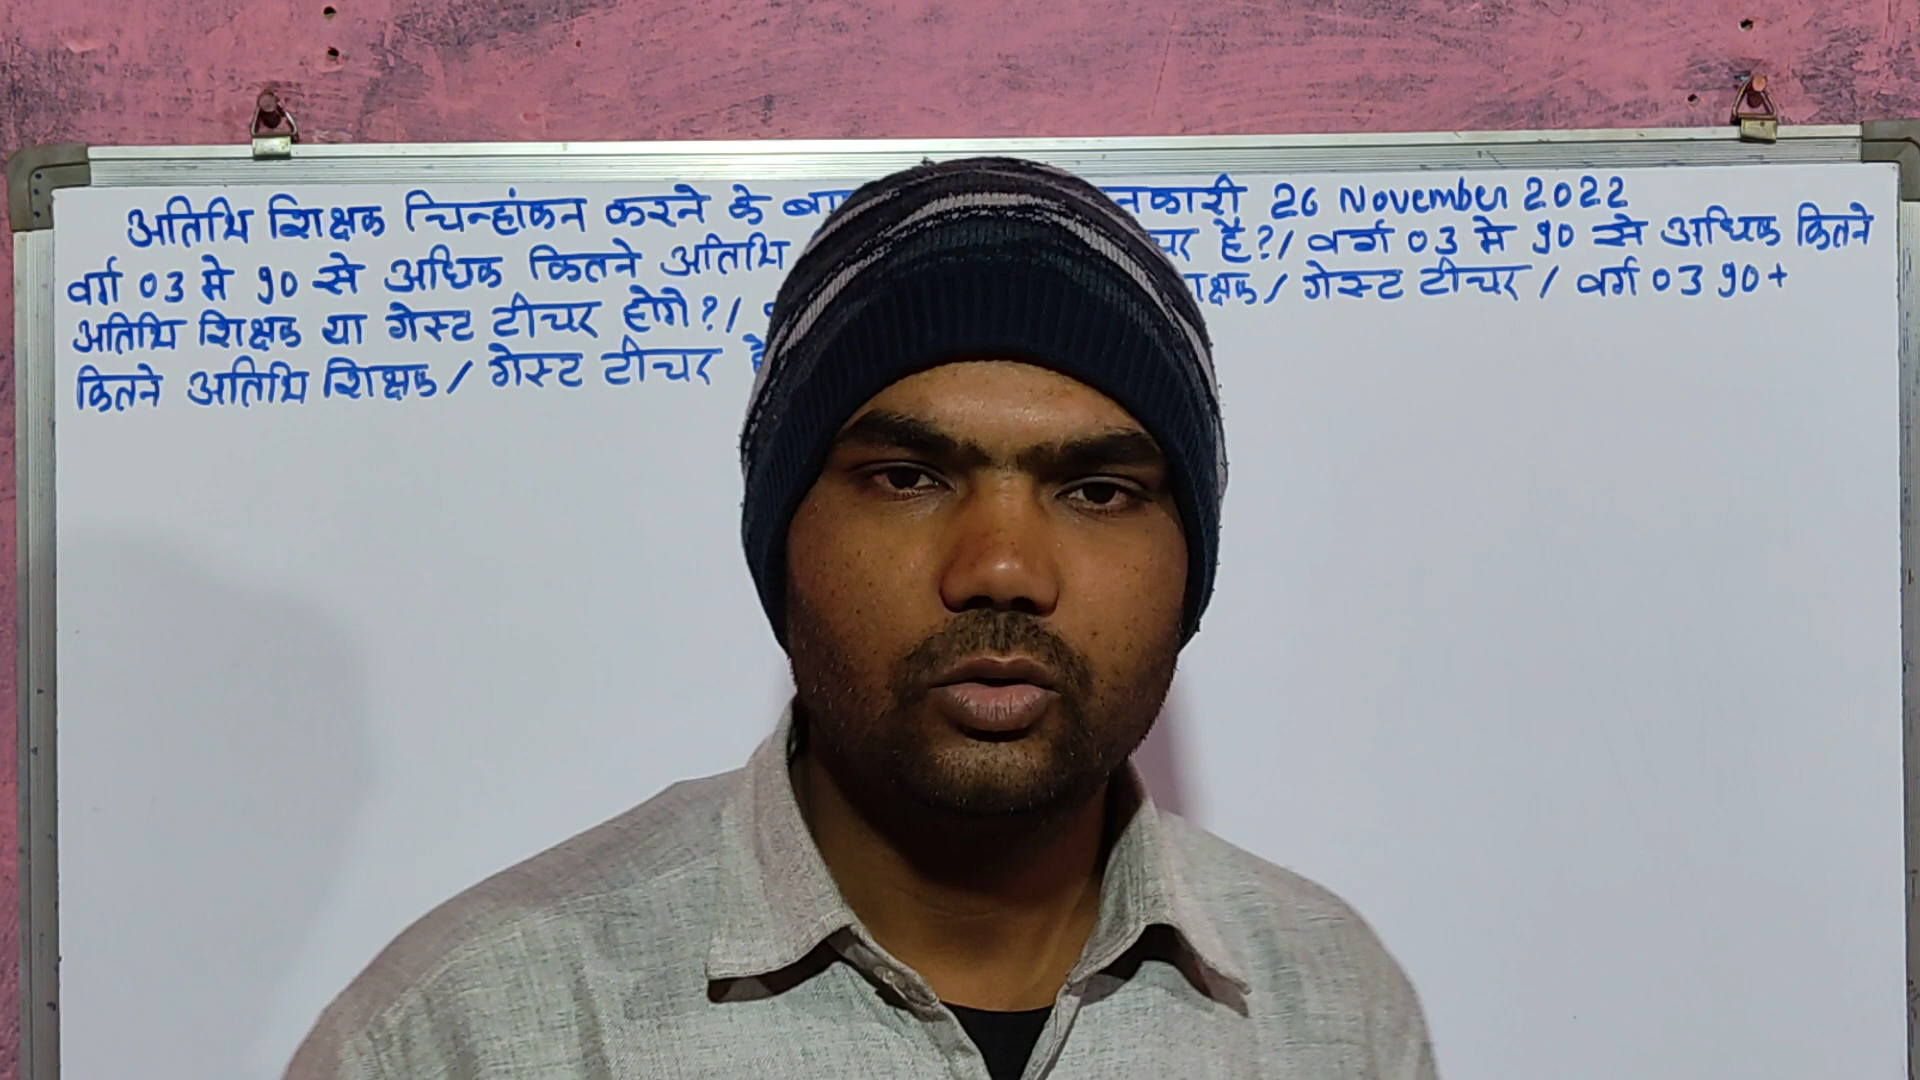 अतिथि शिक्षक चिन्हांकन करने के बा नकारी 26 November 2022
वर्ग 03 मे 90 से अधिक कितने अतिथि चर है?/ वर्ग 03 मे 90 से अधिक कितने
अतिथि शिक्षक या गेस्ट टीचर होगे?/ क्षक/ गेस्ट टीचर / वर्ग 03 90+
कितने अतिथि शिक्षक/ गेस्ट टीचर है